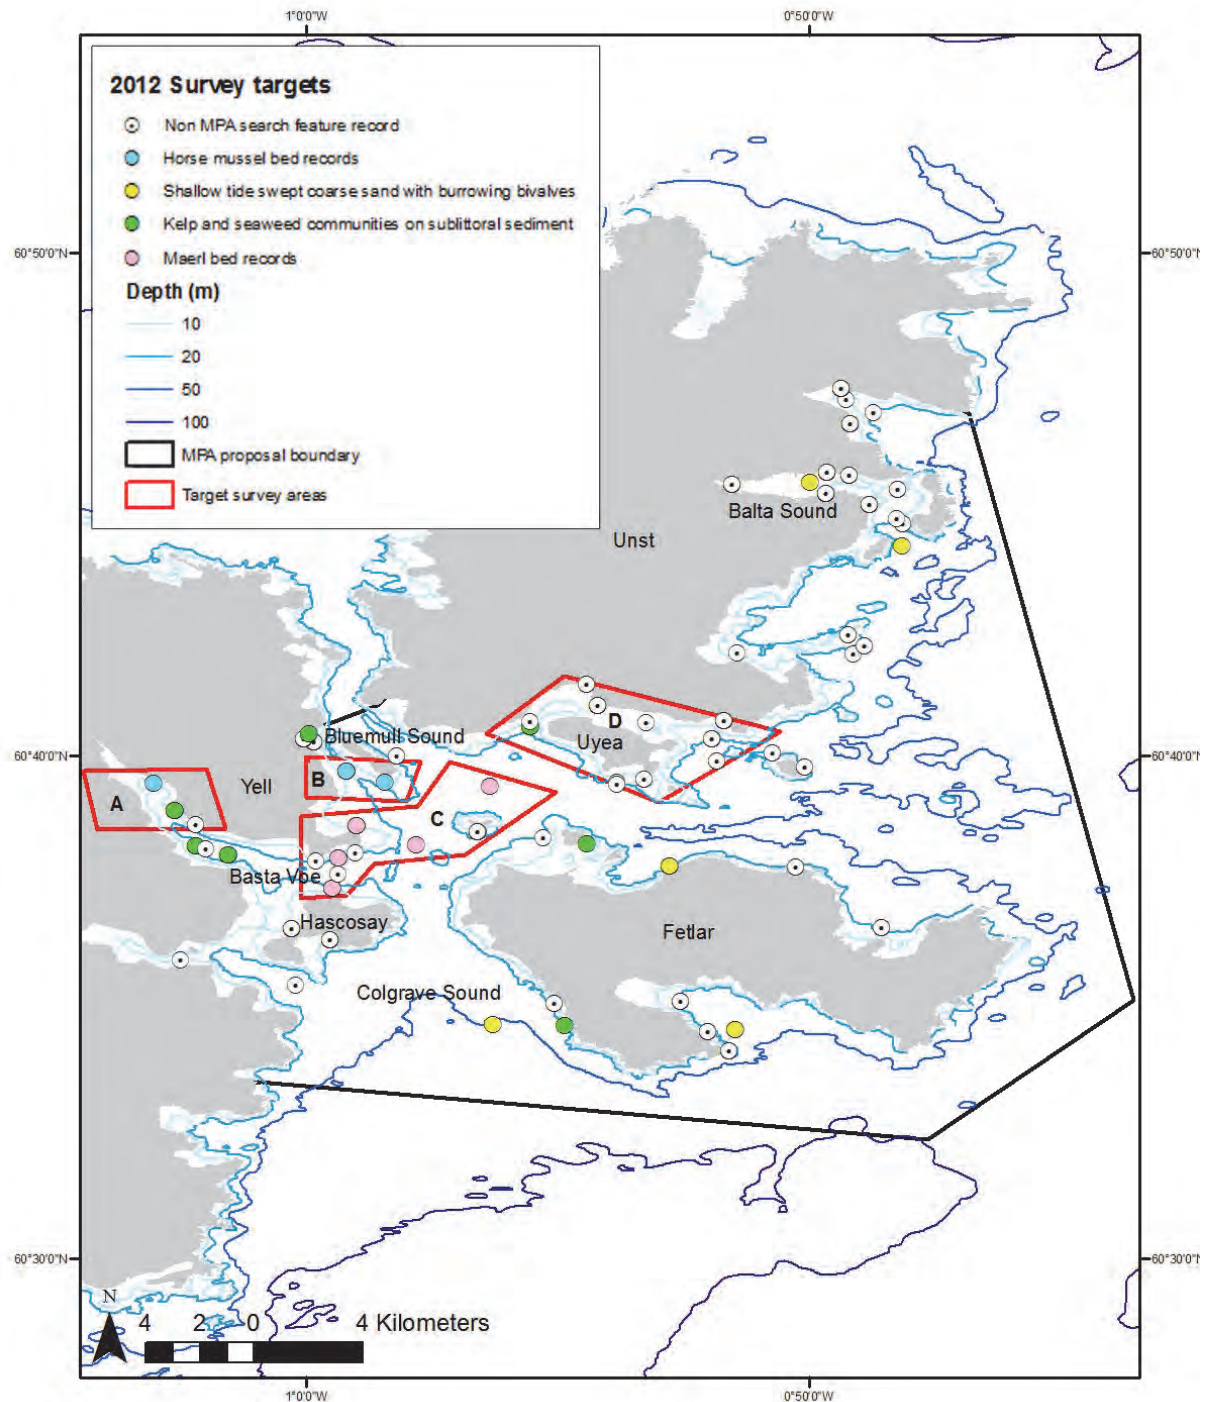 1°0'0"W 0°50'0"W
2012 Survey targets
Non MPA search feature record
Horse mussel bed records
Shallow tide swept coarse sand with burrowing bivalves
Kelp and seaweed communities on sublittoral sediment
Maerl bed records
Depth (m)
10
20
50
100
MPA proposal boundary
Target survey areas
60°50'0"N 60°50'0"N
Balta Sound
Unst
D
Bluemull Sound
Uyea
60°40'0"N 60°40'0"N
B
Yell
A
C
Basta Voe
Hascosay
Fetlar
Colgrave Sound
60°30'0"N 60°30'0"N
N
4 2 0 4 Kilometers
1°0'0"W 0°50'0"W